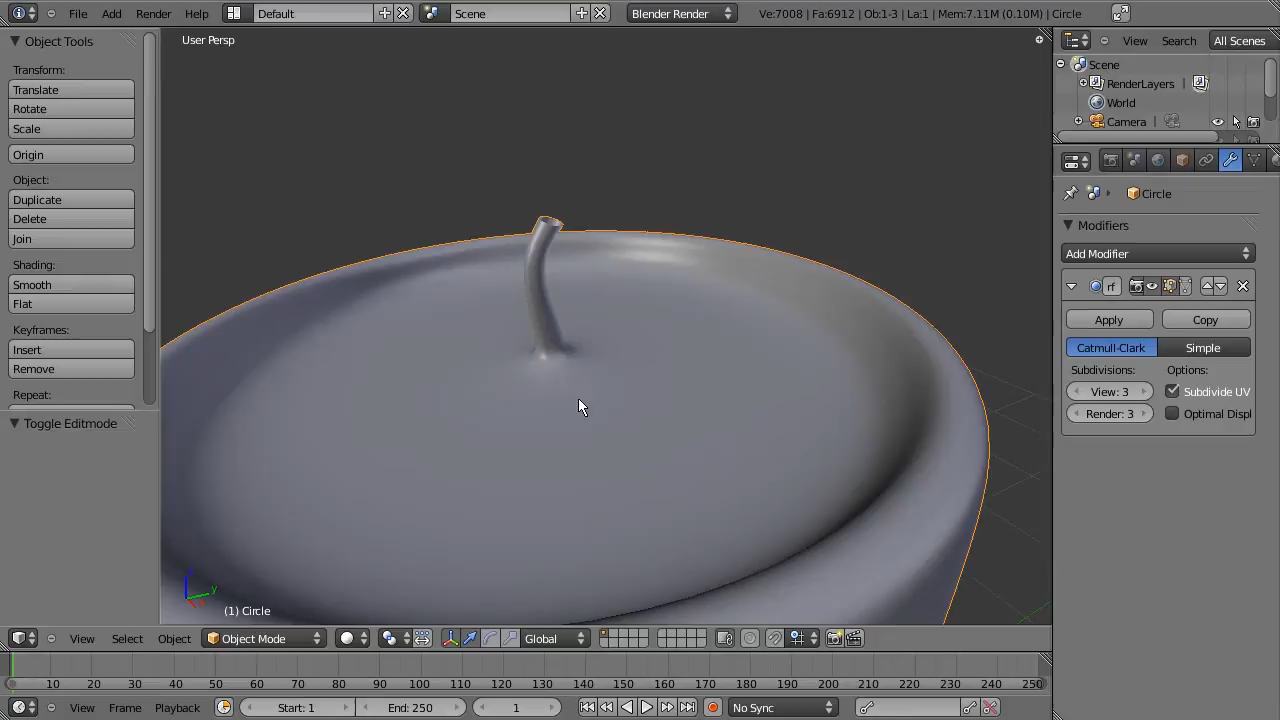 File Add Render Help Default Scene Blender Render Ve:7008 | Fa:6912 | Ob:1-3 | La:1 | Mem:7.11M (0.10M) | Circle
Object Tools
Transform:
Translate
Rotate
Scale
Origin
Object:
Duplicate
Delete
Join
Shading:
Smooth
Flat
Keyframes:
Insert
Remove
Repeat:
Toggle Editmode
User Persp
(1) Circle
View Search All Scenes
Scene
RenderLayers |
World
Camera |
Circle
Modifiers
Add Modifier
rf
Apply Copy
Catmull-Clark Simple
Subdivisions: Options:
View: 3 Subdivide UV
Render: 3 Optimal Displ
View Select Object Object Mode Global
10 20 30 40 50 60 70 80 90 100 110 120 130 140 150 160 170 180 190 200 210 220 230 240 250
View Frame Playback Start: 1 End: 250 1 No Sync